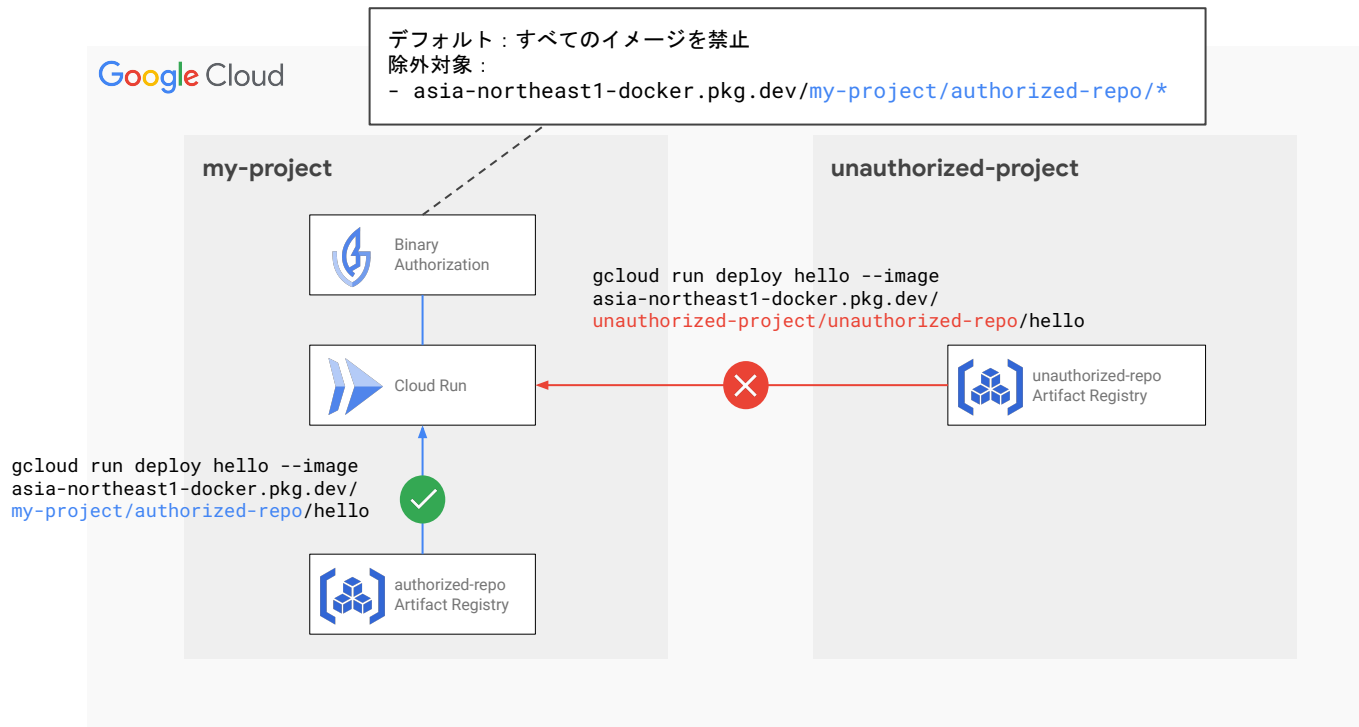 デフォルト：すべてのイメージを禁止
除外対象：
- asia-northeast1-docker.pkg.dev/my-project/authorized-repo/*
Google Cloud
my-project
unauthorized-project
Binary
Authorization
gcloud run deploy hello --image
asia-northeast1-docker.pkg.dev/
unauthorized-project/unauthorized-repo/hello
Cloud Run
unauthorized-repo
Artifact Registry
gcloud run deploy hello --image
asia-northeast1-docker.pkg.dev/
my-project/authorized-repo/hello
authorized-repo
Artifact Registry